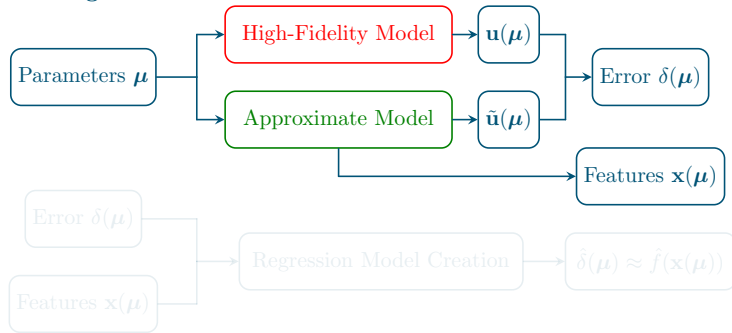 High-Fidelity Model
u(μ)
Parameters μ
Error δ(μ)
Approximate Model
ũ(μ)
Features x(μ)
Error δ(μ)
Regression Model Creation
δ̂(μ) ≈ f̂(x(μ))
Features x(μ)